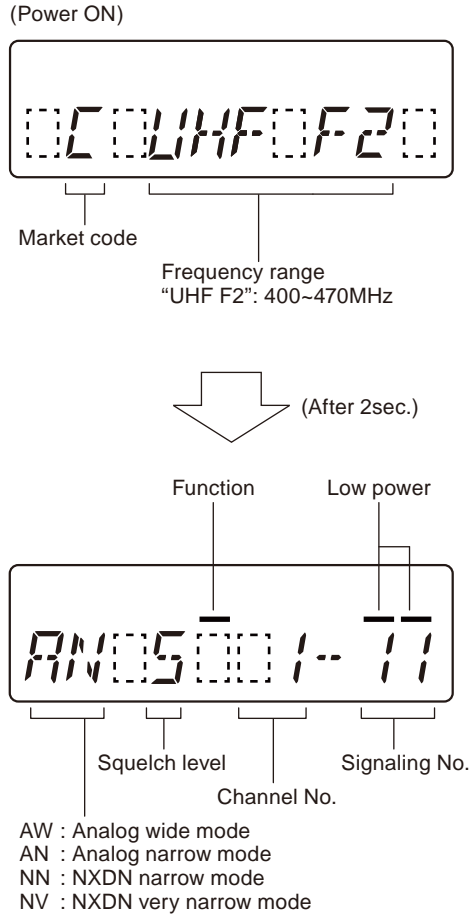 (Power ON)
C UHF F2
Market code
Frequency range
“UHF F2”: 400~470MHz
(After 2sec.)
Function Low power
AN 5 1- 11
Squelch level Signaling No.
Channel No.
AW : Analog wide mode
AN : Analog narrow mode
NN : NXDN narrow mode
NV : NXDN very narrow mode